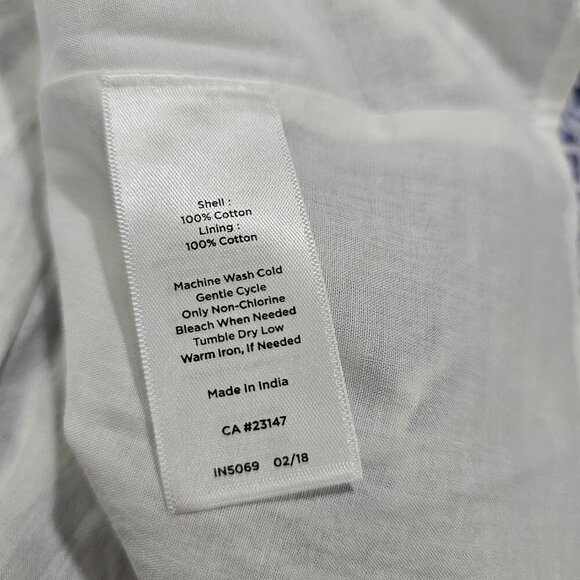 Shell :
100% Cotton
Lining :
100% Cotton
Machine Wash Cold
Gentle Cycle
Only Non-Chlorine
Bleach When Needed
Tumble Dry Low
Warm Iron, If Needed
Made In India
CA #23147
IN5069 02/18